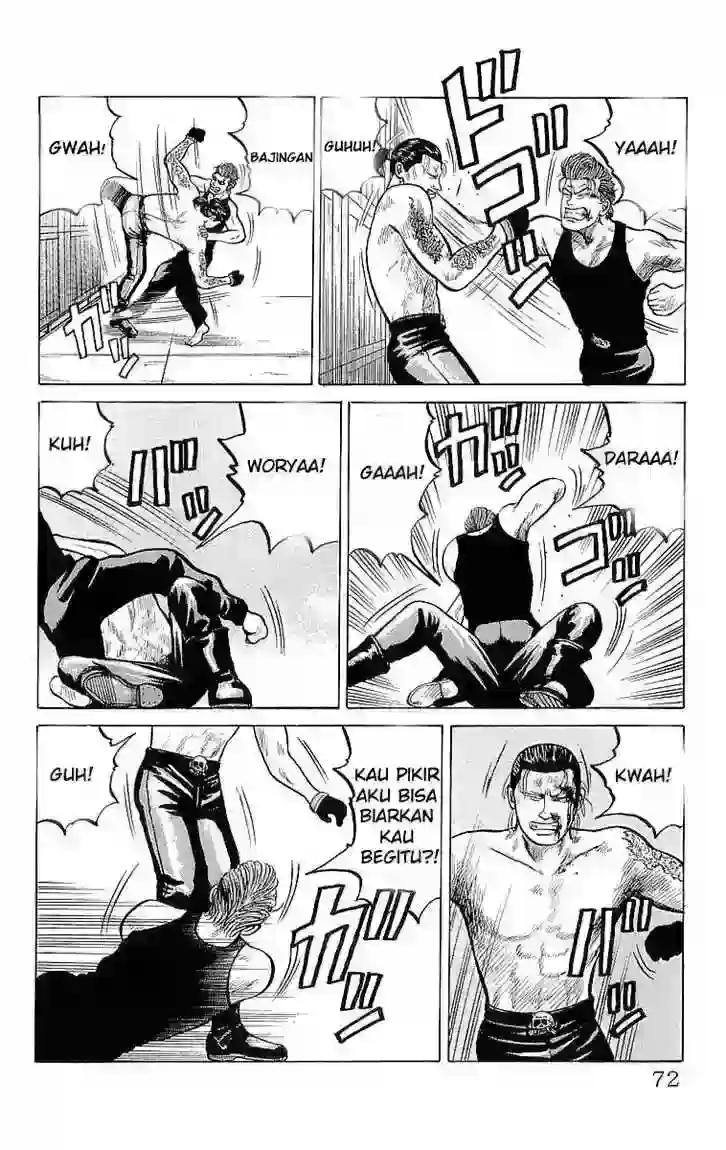 GWAH!
BAJINGAN
ガッ
GUHUH!
YAAAH!
ドゴッ
KUH!
WORYAA!
バッ
GAAAH!
DARAAA!
ガッ
ゴッ
GUH!
KAU PIKIR
AKU BISA
BIARKAN
KAU
BEGITU?!
ガッ
KWAH!
バッ
72